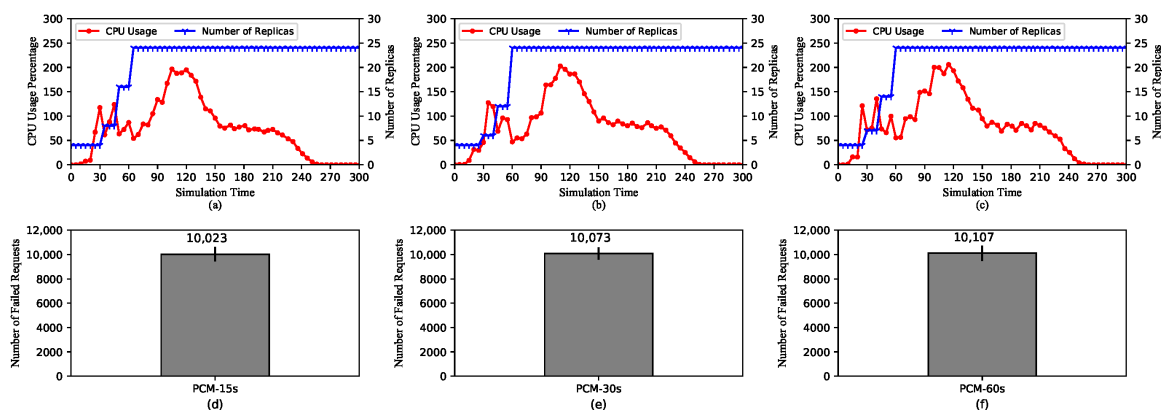 300
250
200
150
100
50
0
CPU Usage Percentage
CPU Usage
Number of Replicas
30
25
20
15
10
5
0
Number of Replicas
0 30 60 90 120 150 180 210 240 270 300
Simulation Time
(a)
300
250
200
150
100
50
0
CPU Usage Percentage
CPU Usage
Number of Replicas
30
25
20
15
10
5
0
Number of Replicas
0 30 60 90 120 150 180 210 240 270 300
Simulation Time
(b)
300
250
200
150
100
50
0
CPU Usage Percentage
CPU Usage
Number of Replicas
30
25
20
15
10
5
0
Number of Replicas
0 30 60 90 120 150 180 210 240 270 300
Simulation Time
(c)
12,000
10,000
8000
6000
4000
2000
0
Number of Failed Requests
10,023
PCM-15s
(d)
12,000
10,000
8000
6000
4000
2000
0
Number of Failed Requests
10,073
PCM-30s
(e)
12,000
10,000
8000
6000
4000
2000
0
Number of Failed Requests
10,107
PCM-60s
(f)